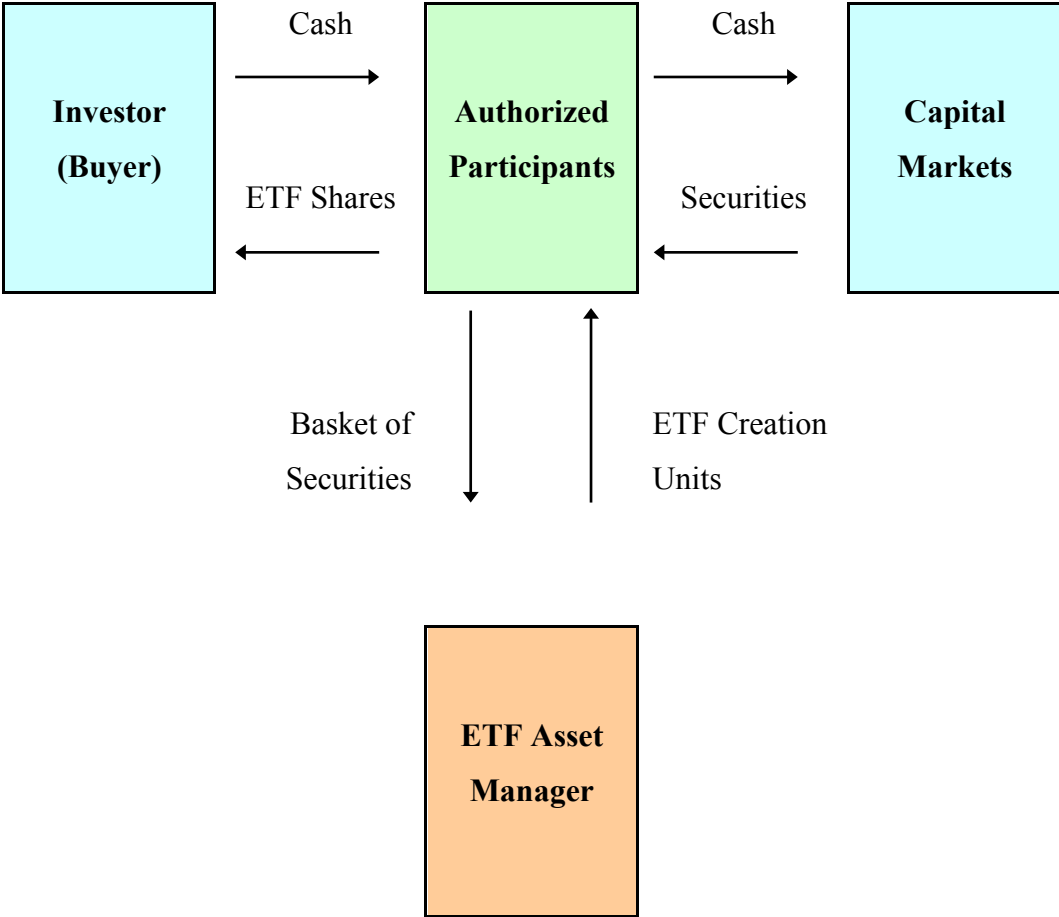 Cash
Cash
Investor
(Buyer)
Authorized
Participants
Capital
Markets
ETF Shares
Securities
Basket of
Securities
ETF Creation
Units
ETF Asset
Manager